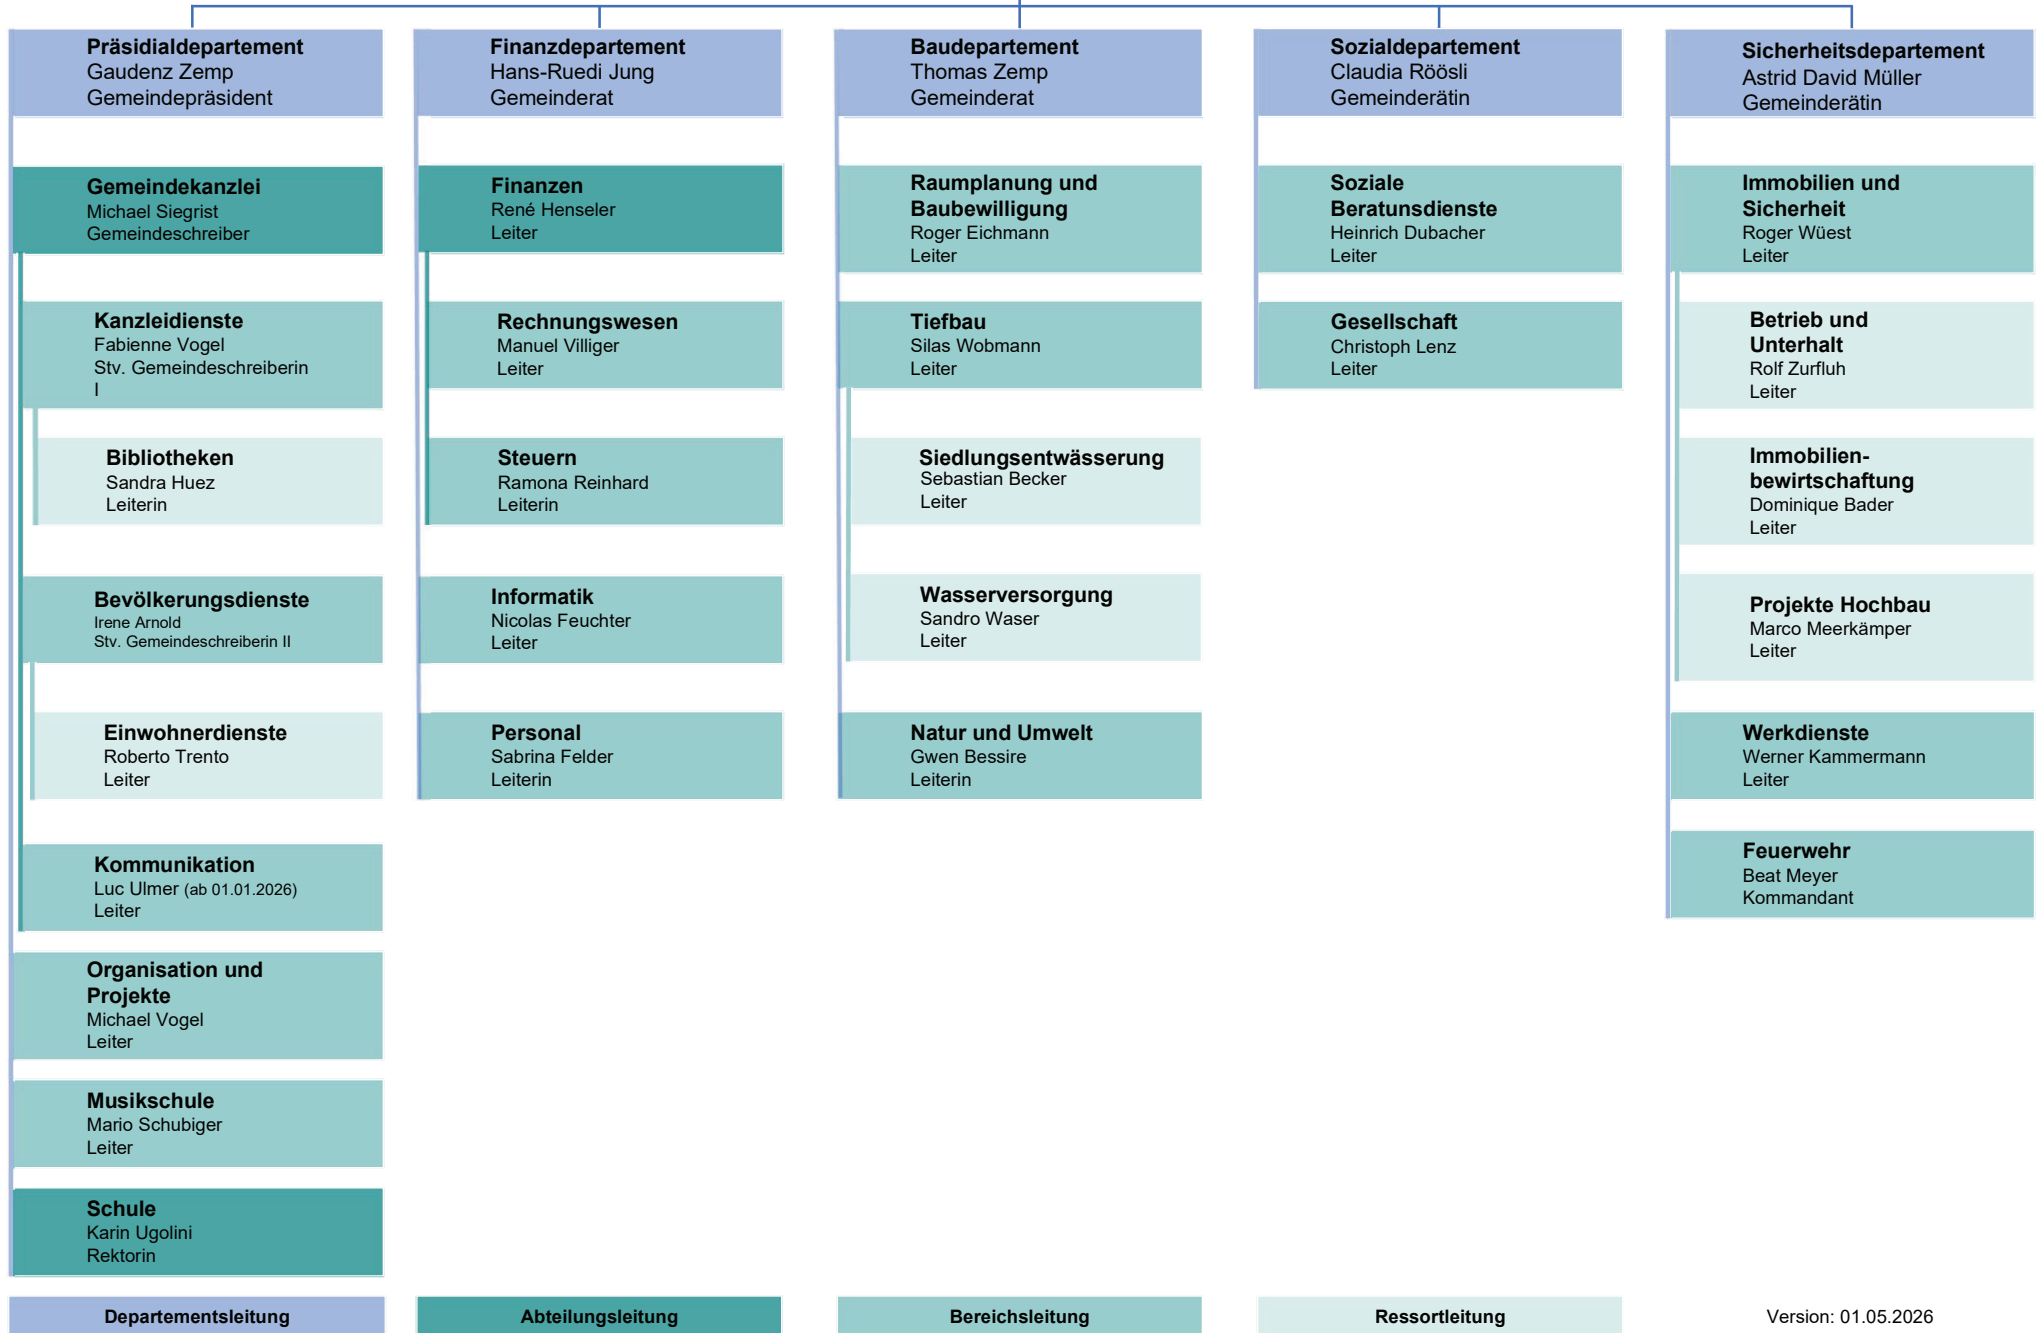 Präsidialdepartement
Gaudenz Zemp
Gemeindepräsident
Gemeindekanzlei
Michael Siegrist
Gemeindeschreiber
Kanzleidienste
Fabienne Vogel
Stv. Gemeindeschreiberin
I
Bibliotheken
Sandra Huez
Leiterin
Bevölkerungsdienste
Irene Arnold
Stv. Gemeindeschreiberin II
Einwohnerdienste
Roberto Trento
Leiter
Kommunikation
Luc Ulmer (ab 01.01.2026)
Leiter
Organisation und
Projekte
Michael Vogel
Leiter
Musikschule
Mario Schubiger
Leiter
Schule
Karin Ugolini
Rektorin
Finanzdepartement
Hans-Ruedi Jung
Gemeinderat
Finanzen
René Henseler
Leiter
Rechnungswesen
Manuel Villiger
Leiter
Steuern
Ramona Reinhard
Leiterin
Informatik
Nicolas Feuchter
Leiter
Personal
Sabrina Felder
Leiterin
Baudepartement
Thomas Zemp
Gemeinderat
Raumplanung und
Baubewilligung
Roger Eichmann
Leiter
Tiefbau
Silas Wobmann
Leiter
Siedlungsentwässerung
Sebastian Becker
Leiter
Wasserversorgung
Sandro Waser
Leiter
Natur und Umwelt
Gwen Bessire
Leiterin
Sozialdepartement
Claudia Röösli
Gemeinderätin
Soziale
Beratunsdienste
Heinrich Dubacher
Leiter
Gesellschaft
Christoph Lenz
Leiter
Sicherheitsdepartement
Astrid David Müller
Gemeinderätin
Immobilien und
Sicherheit
Roger Wüest
Leiter
Betrieb und
Unterhalt
Rolf Zurfluh
Leiter
Immobilien-
bewirtschaftung
Dominique Bader
Leiter
Projekte Hochbau
Marco Meerkämper
Leiter
Werkdienste
Werner Kammermann
Leiter
Feuerwehr
Beat Meyer
Kommandant
Departementsleitung
Abteilungsleitung
Bereichsleitung
Ressortleitung
Version: 01.05.2026